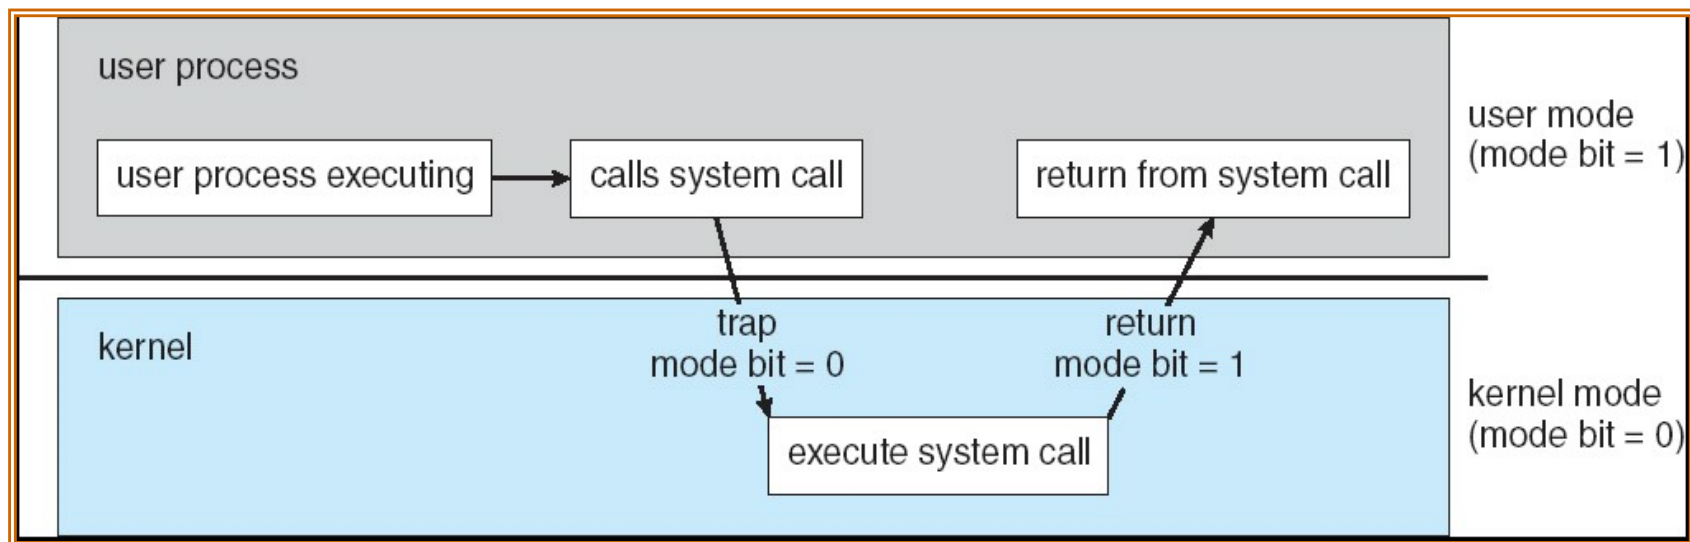 user process
user process executing
calls system call
return from system call
user mode
(mode bit = 1)
kernel
trap
mode bit = 0
return
mode bit = 1
execute system call
kernel mode
(mode bit = 0)